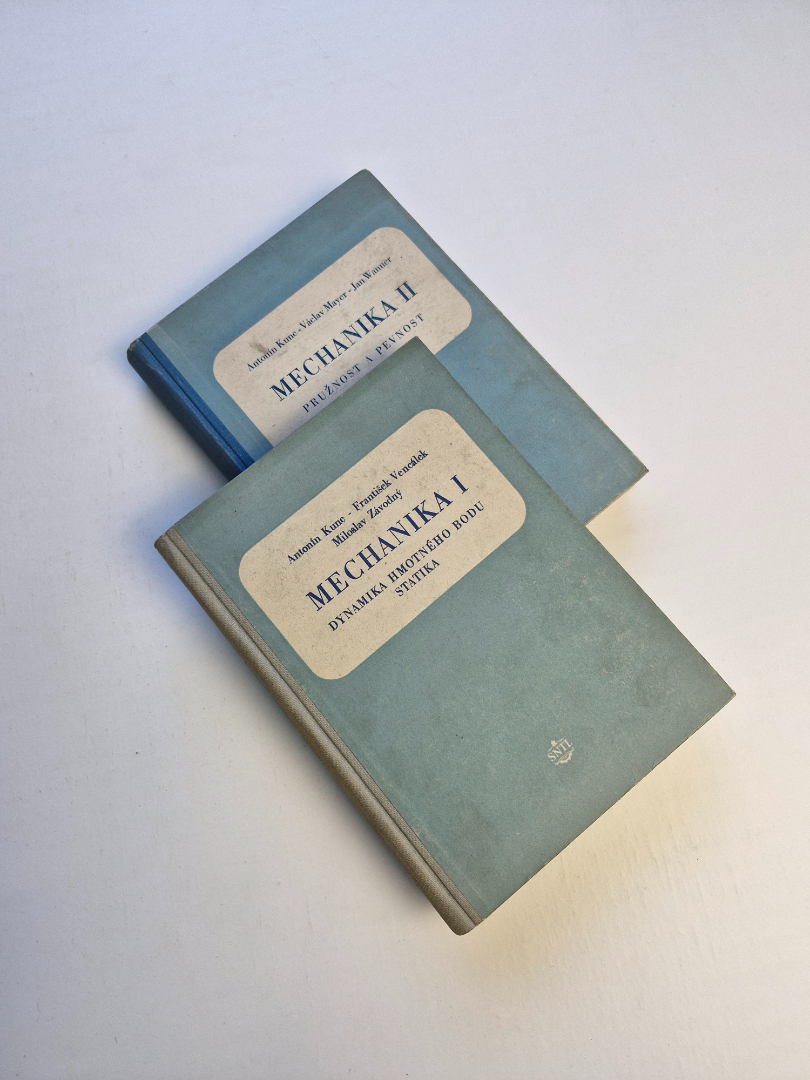 Antonín Kunc - Václav Mayer - Jan Wanner
MECHANIKA II
PRUŽNOST A PEVNOST
Antonín Kunc - František Vencálek
Miloslav Závodný
MECHANIKA I
DYNAMIKA HMOTNÉHO BODU
STATIKA
SNTL